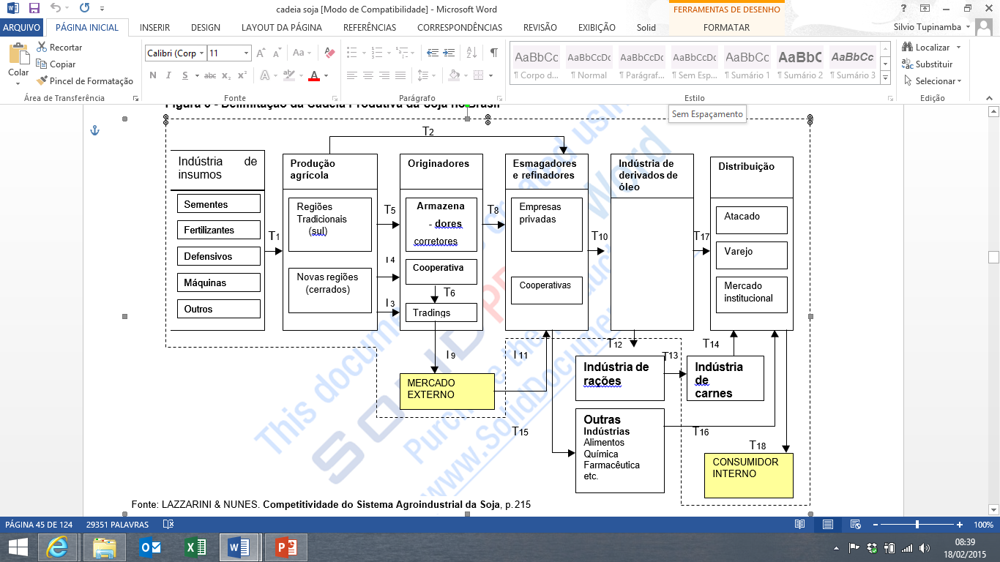 cadeia soja [Modo de Compatibilidade] - Microsoft Word
FERRAMENTAS DE DESENHO
ARQUIVO
PÁGINA INICIAL
INSERIR
DESIGN
LAYOUT DA PÁGINA
REFERÊNCIAS
CORRESPONDÊNCIAS
REVISÃO
EXIBIÇÃO
Solid
FORMATAR
Silvio Tupinamba
Colar
Recortar
Copiar
Pincel de Formatação
Área de Transferência
Calibri (Corp
11
Fonte
Parágrafo
AaBbCc
¶ Corpo d...
AaBbCcDc
¶ Normal
AaBbCcDc
¶ Parágraf...
AaBbCcDc
¶ Sem Esp...
AaBbCc
¶ Sumário 1
AaBbC
¶ Sumário 2
AaBbCc
¶ Sumário 3
Estilo
Localizar
Substituir
Selecionar
Edição
Sem Espaçamento
Delimitação da Cadeia Produtiva da Soja no Brasil
T2
Indústria de
insumos
Sementes
Fertilizantes
Defensivos
Máquinas
Outros
T1
Produção
agrícola
Regiões
Tradicionais
(sul)
Novas regiões
(cerrados)
T5
T4
T3
Originadores
Armazena
- dores
corretores
Cooperativa
T6
Tradings
T8
Esmagadores
e refinadores
Empresas
privadas
Cooperativas
T10
Indústria de
derivados de
óleo
T17
Distribuição
Atacado
Varejo
Mercado
institucional
T9
T11
T12
T13
T14
MERCADO
EXTERNO
Indústria de
rações
Indústria
de
carnes
T15
Outras
Indústrias
Alimentos
Química
Farmacêutica
etc.
T16
T18
CONSUMIDOR
INTERNO
Fonte: LAZZARINI & NUNES. Competitividade do Sistema Agroindustrial da Soja, p.215
PÁGINA 45 DE 124
29351 PALAVRAS
100%
08:39
18/02/2015